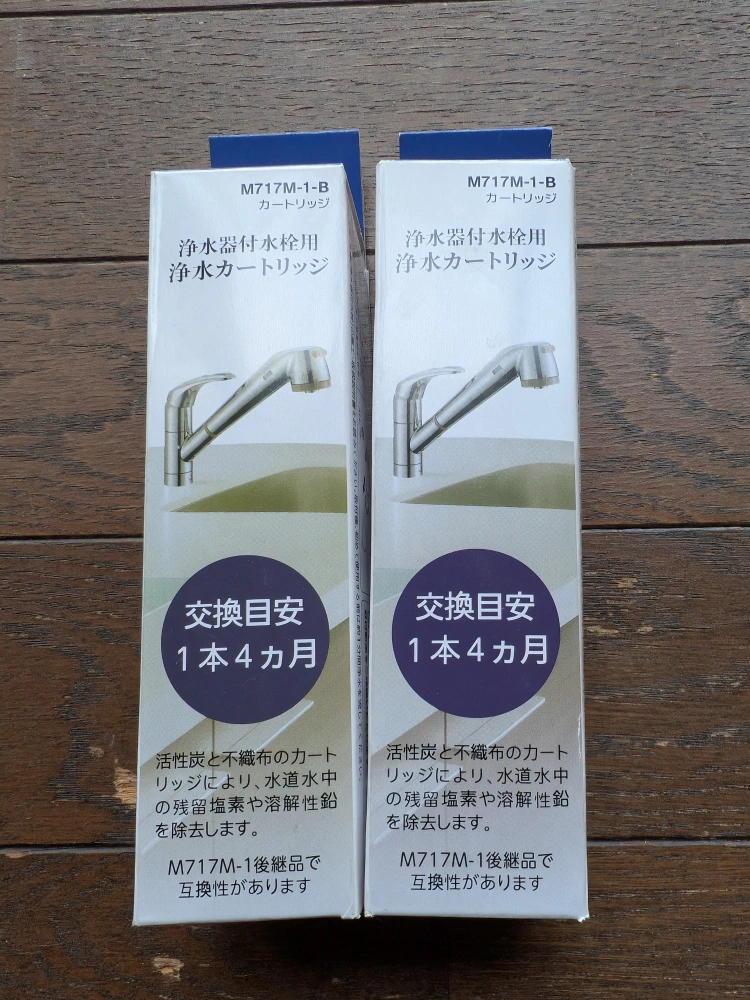 M717M-1-B
カートリッジ
浄水器付水栓用
浄水カートリッジ
交換目安
1本4ヵ月
活性炭と不織布のカート
リッジにより、水道水中
の残留塩素や溶解性鉛
を除去します。
M717M-1後継品で
互換性があります
M717M-1-B
カートリッジ
浄水器付水栓用
浄水カートリッジ
交換目安
1本4ヵ月
活性炭と不織布のカート
リッジにより、水道水中
の残留塩素や溶解性鉛
を除去します。
M717M-1後継品で
互換性があります